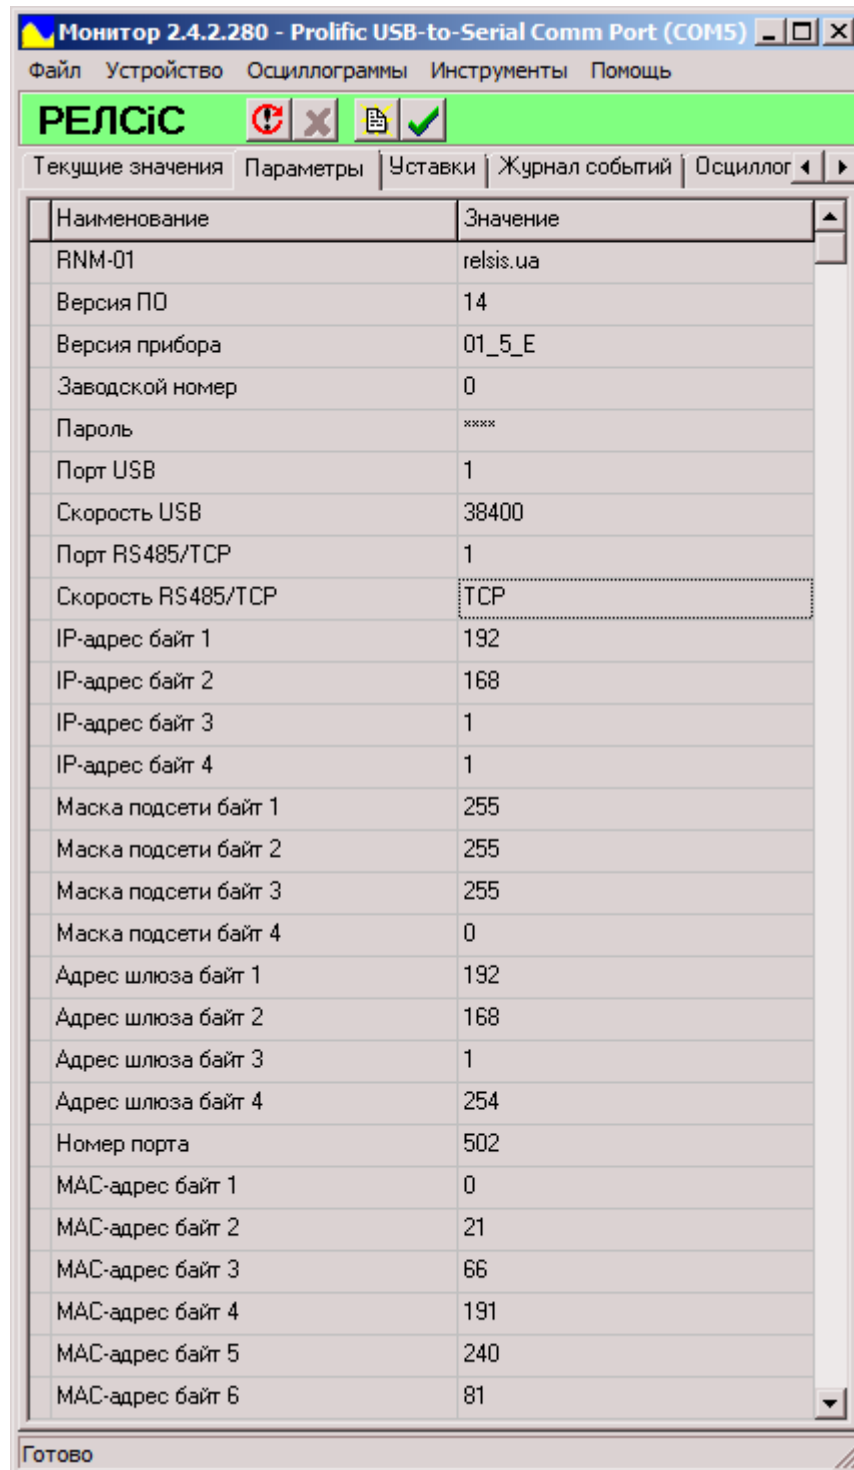 Монитор 2.4.2.280 - Prolific USB-to-Serial Comm Port (COM5)
Файл Устройство Осциллограммы Инструменты Помощь
РЕЛСіС
Текущие значения Параметры Уставки Журнал событий Осциллог
Наименование Значение
RNM-01 relsis.ua
Версия ПО 14
Версия прибора 01_5_E
Заводской номер 0
Пароль ****
Порт USB 1
Скорость USB 38400
Порт RS485/TCP 1
Скорость RS485/TCP TCP
IP-адрес байт 1 192
IP-адрес байт 2 168
IP-адрес байт 3 1
IP-адрес байт 4 1
Маска подсети байт 1 255
Маска подсети байт 2 255
Маска подсети байт 3 255
Маска подсети байт 4 0
Адрес шлюза байт 1 192
Адрес шлюза байт 2 168
Адрес шлюза байт 3 1
Адрес шлюза байт 4 254
Номер порта 502
MAC-адрес байт 1 0
MAC-адрес байт 2 21
MAC-адрес байт 3 66
MAC-адрес байт 4 191
MAC-адрес байт 5 240
MAC-адрес байт 6 81
Готово